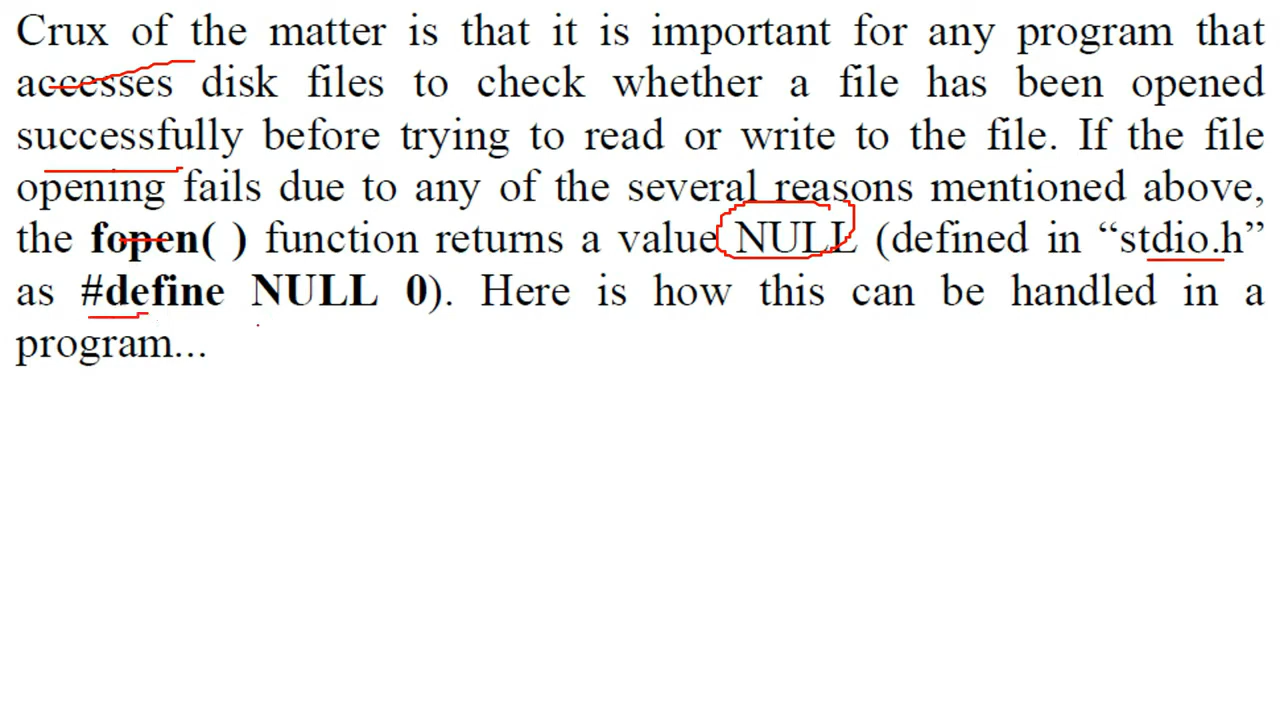 Crux of the matter is that it is important for any program that
accesses disk files to check whether a file has been opened
successfully before trying to read or write to the file. If the file
opening fails due to any of the several reasons mentioned above,
the fopen( ) function returns a value NULL (defined in “stdio.h”
as #define NULL 0). Here is how this can be handled in a
program...